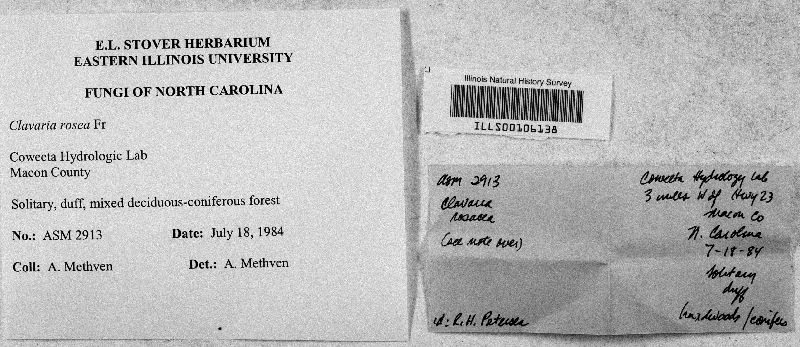 E.L. STOVER HERBARIUM
EASTERN ILLINOIS UNIVERSITY
FUNGI OF NORTH CAROLINA
Clavaria rosea Fr
Coweeta Hydrologic Lab
Macon County
Solitary, duff, mixed deciduous-coniferous forest
No.: ASM 2913 Date: July 18, 1984
Coll: A. Methven Det.: A. Methven
Illinois Natural History Survey
ILLS00106138
asm 2913
Clavaria
rosacea
(see note over)
id: R.H. Petersen
Coweeta Hydrology Lab
3 miles W of Hwy 23
Macon Co
N. Carolina
7-18-84
solitary
duff
hardwoods/conifers